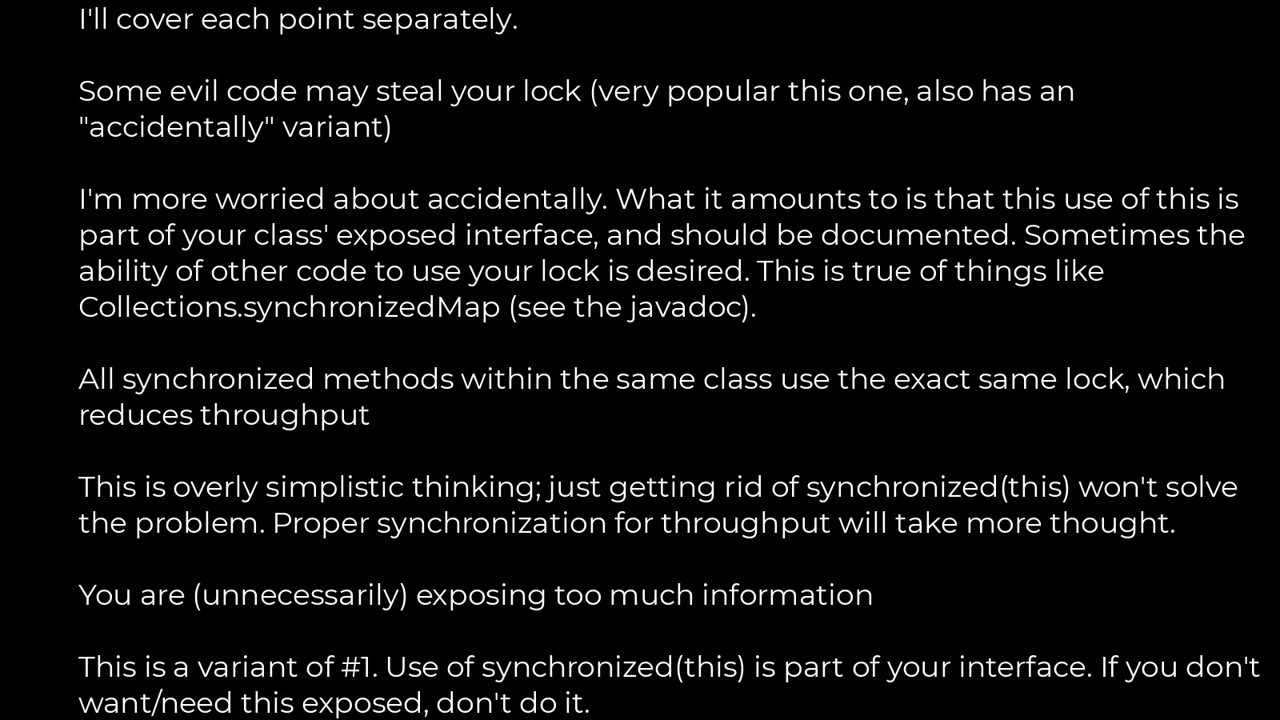 I'll cover each point separately.
Some evil code may steal your lock (very popular this one, also has an
"accidentally" variant)
I'm more worried about accidentally. What it amounts to is that this use of this is
part of your class' exposed interface, and should be documented. Sometimes the
ability of other code to use your lock is desired. This is true of things like
Collections.synchronizedMap (see the javadoc).
All synchronized methods within the same class use the exact same lock, which
reduces throughput
This is overly simplistic thinking; just getting rid of synchronized(this) won't solve
the problem. Proper synchronization for throughput will take more thought.
You are (unnecessarily) exposing too much information
This is a variant of #1. Use of synchronized(this) is part of your interface. If you don't
want/need this exposed, don't do it.